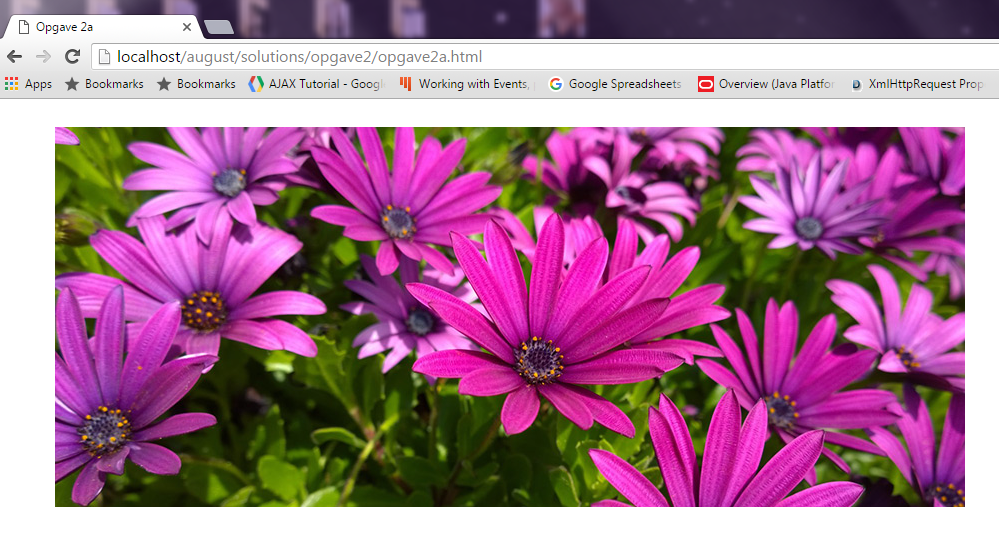 Opgave 2a
localhost/august/solutions/opgave2/opgave2a.html
Apps Bookmarks Bookmarks AJAX Tutorial - Googl Working with Events, Google Spreadsheets Overview (Java Platfor XmlHttpRequest Prop